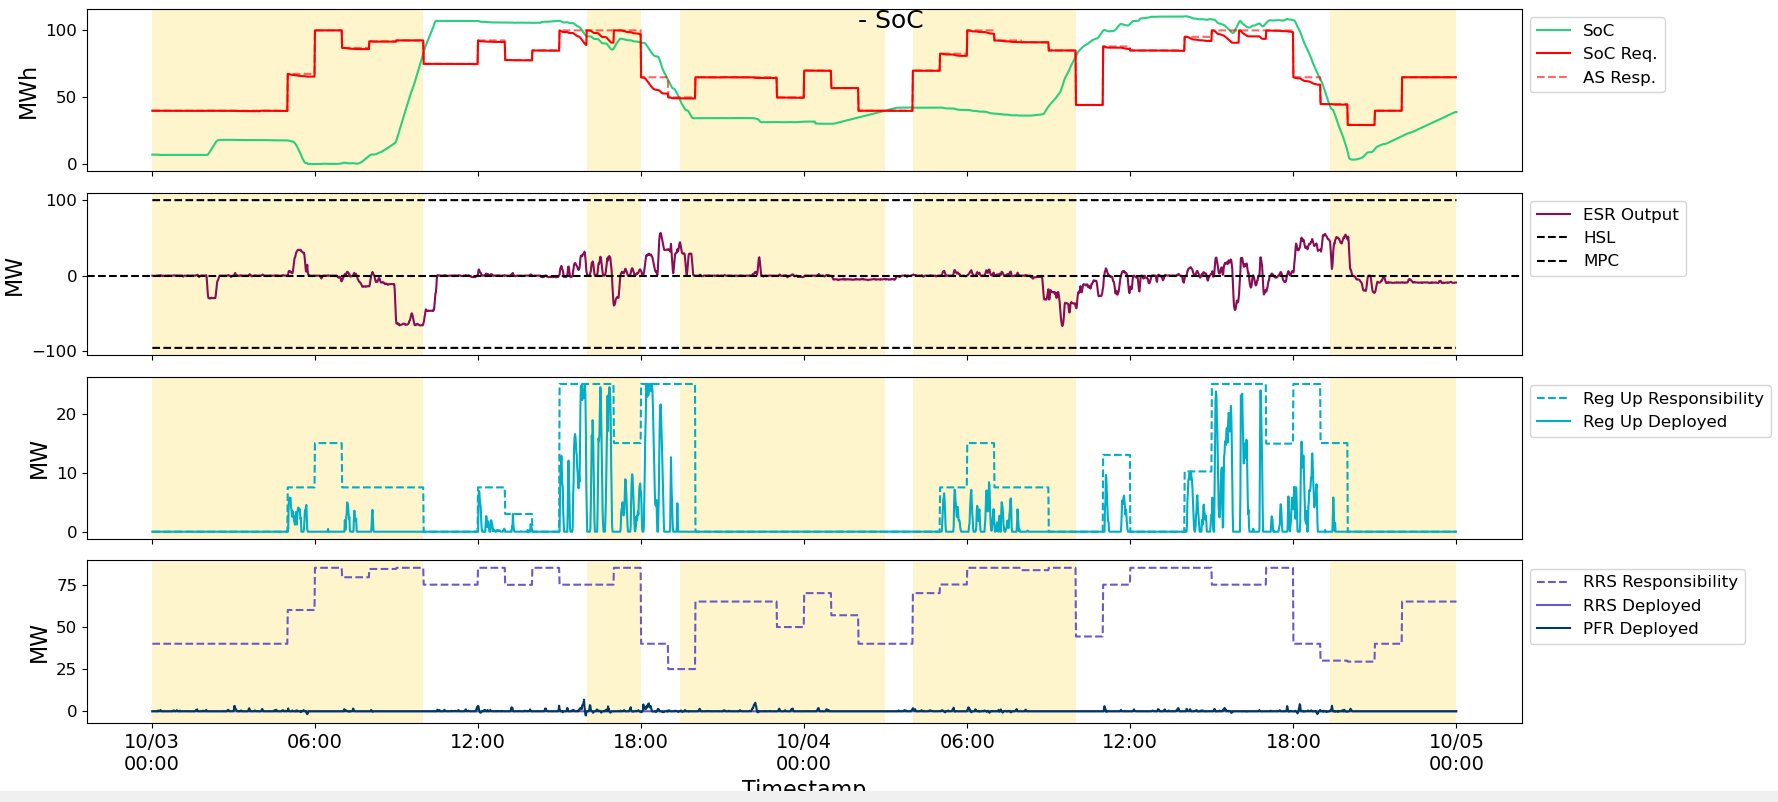 - SoC
100
50
0
MWh
SoC
SoC Req.
AS Resp.
100
0
−100
MW
ESR Output
HSL
MPC
20
10
0
MW
Reg Up Responsibility
Reg Up Deployed
75
50
25
0
MW
RRS Responsibility
RRS Deployed
PFR Deployed
10/03 06:00 12:00 18:00 10/04 06:00 12:00 18:00 10/05
00:00 00:00 00:00
Timestamp